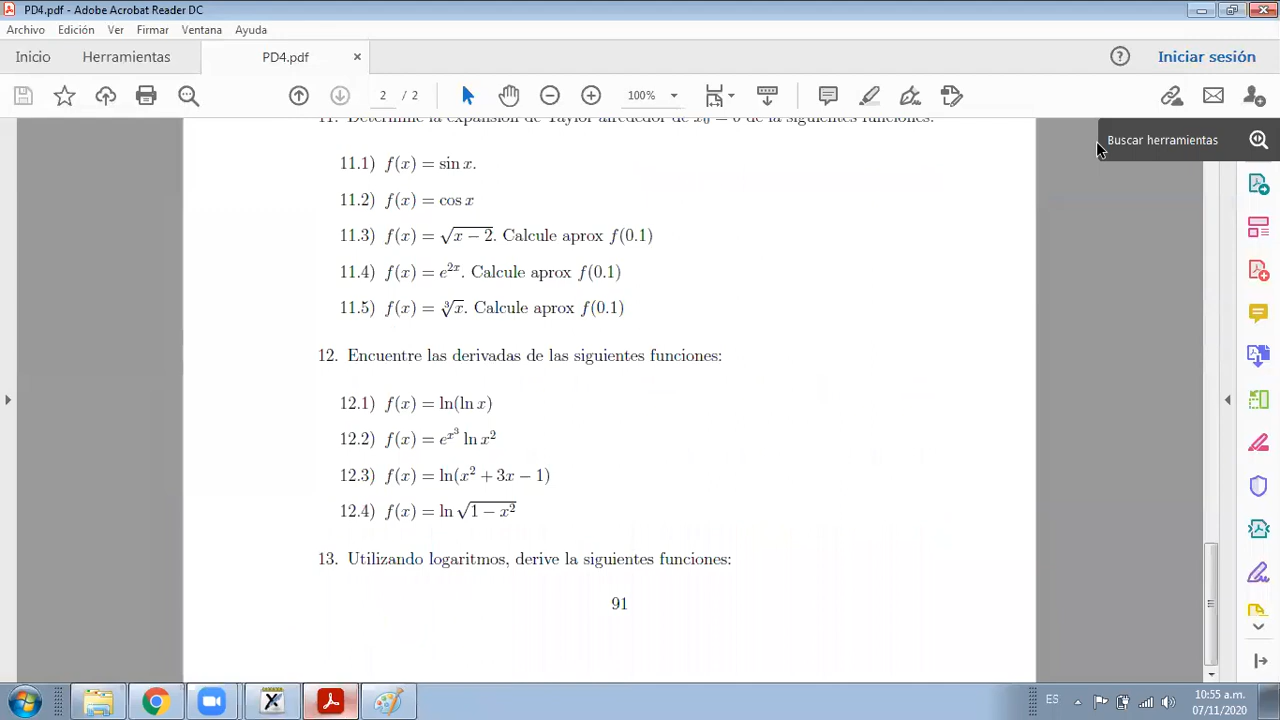 PD4.pdf - Adobe Acrobat Reader DC
Archivo Edición Ver Firmar Ventana Ayuda
Inicio Herramientas PD4.pdf × Iniciar sesión
2 / 2 100%
Buscar herramientas
11. Determine la expansión de Taylor alrededor de x₀ = 0 de la siguientes funciones.
11.1) f(x) = sin x.
11.2) f(x) = cos x
11.3) f(x) = √(x − 2). Calcule aprox f(0.1)
11.4) f(x) = e^{2x}. Calcule aprox f(0.1)
11.5) f(x) = ∛x. Calcule aprox f(0.1)
12. Encuentre las derivadas de las siguientes funciones:
12.1) f(x) = ln(ln x)
12.2) f(x) = e^{x³} ln x²
12.3) f(x) = ln(x² + 3x − 1)
12.4) f(x) = ln √(1 − x²)
13. Utilizando logaritmos, derive la siguientes funciones:
91
ES 10:55 a.m.
07/11/2020